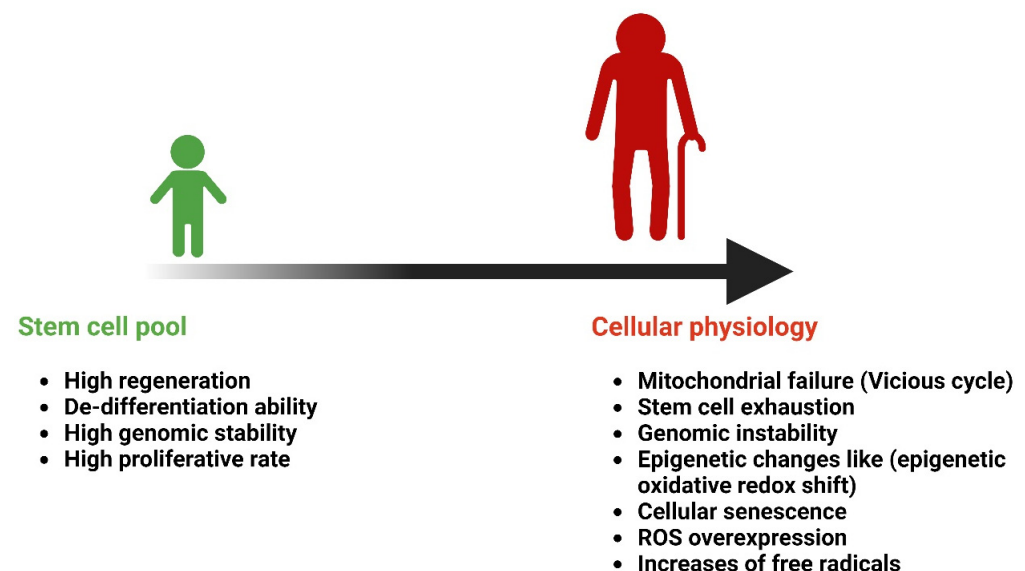 Stem cell pool
• High regeneration
• De-differentiation ability
• High genomic stability
• High proliferative rate
Cellular physiology
• Mitochondrial failure (Vicious cycle)
• Stem cell exhaustion
• Genomic instability
• Epigenetic changes like (epigenetic
oxidative redox shift)
• Cellular senescence
• ROS overexpression
• Increases of free radicals